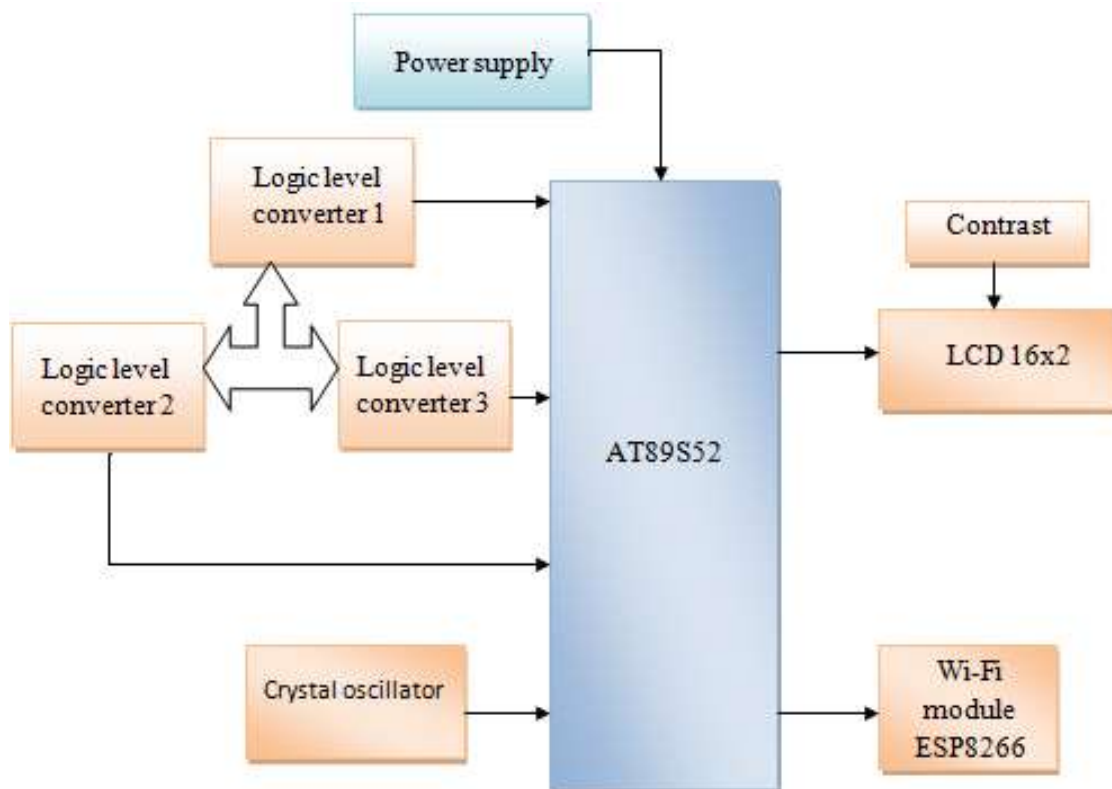 Power supply
Logic level
converter 1
Contrast
Logic level
converter 2
Logic level
converter 3
LCD 16x2
AT89S52
Crystal oscillator
Wi-Fi
module
ESP8266